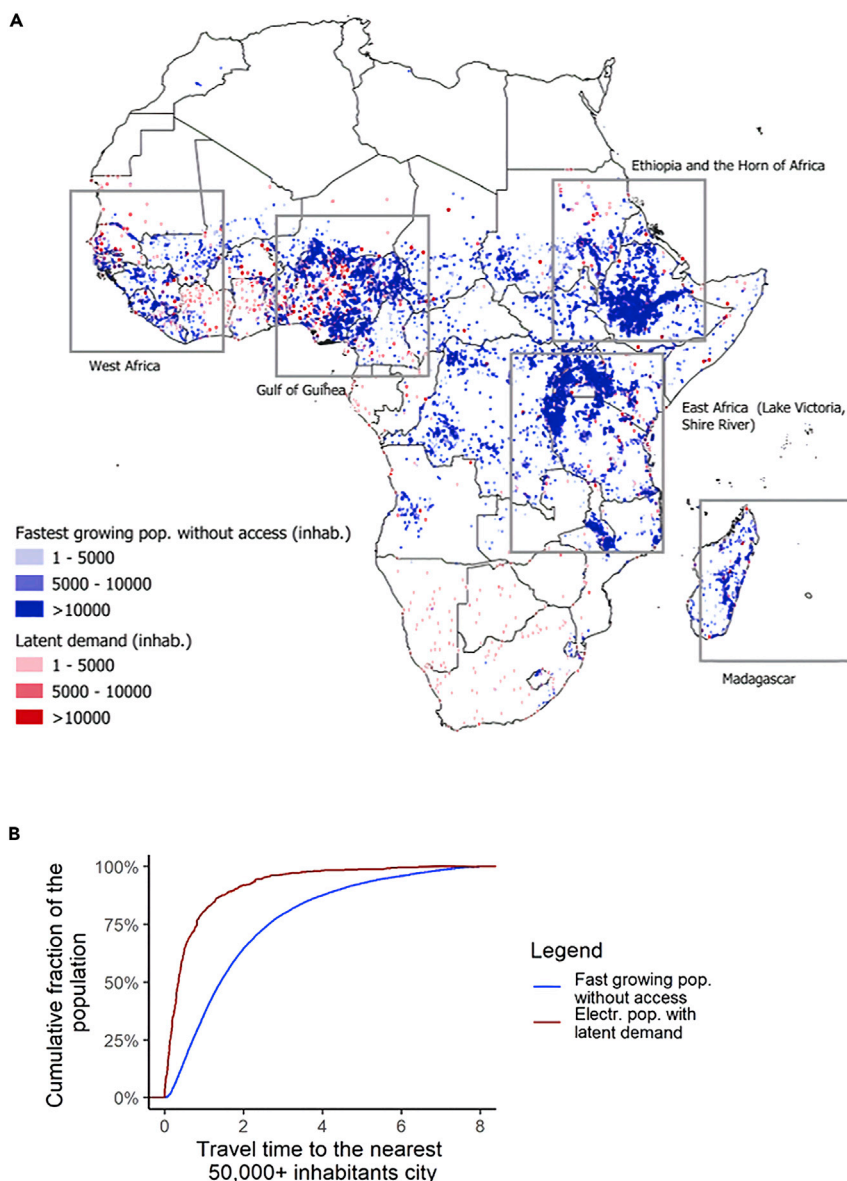 A
Ethiopia and the Horn of Africa
West Africa
Gulf of Guinea
East Africa (Lake Victoria,
Shire River)
Fastest growing pop. without access (inhab.)
1 - 5000
5000 - 10000
>10000
Latent demand (inhab.)
1 - 5000
5000 - 10000
>10000
Madagascar
B
100%
75%
50%
25%
0%
Cumulative fraction of the
population
0
2
4
6
8
Travel time to the nearest
50,000+ inhabitants city
Legend
Fast growing pop.
without access
Electr. pop. with
latent demand